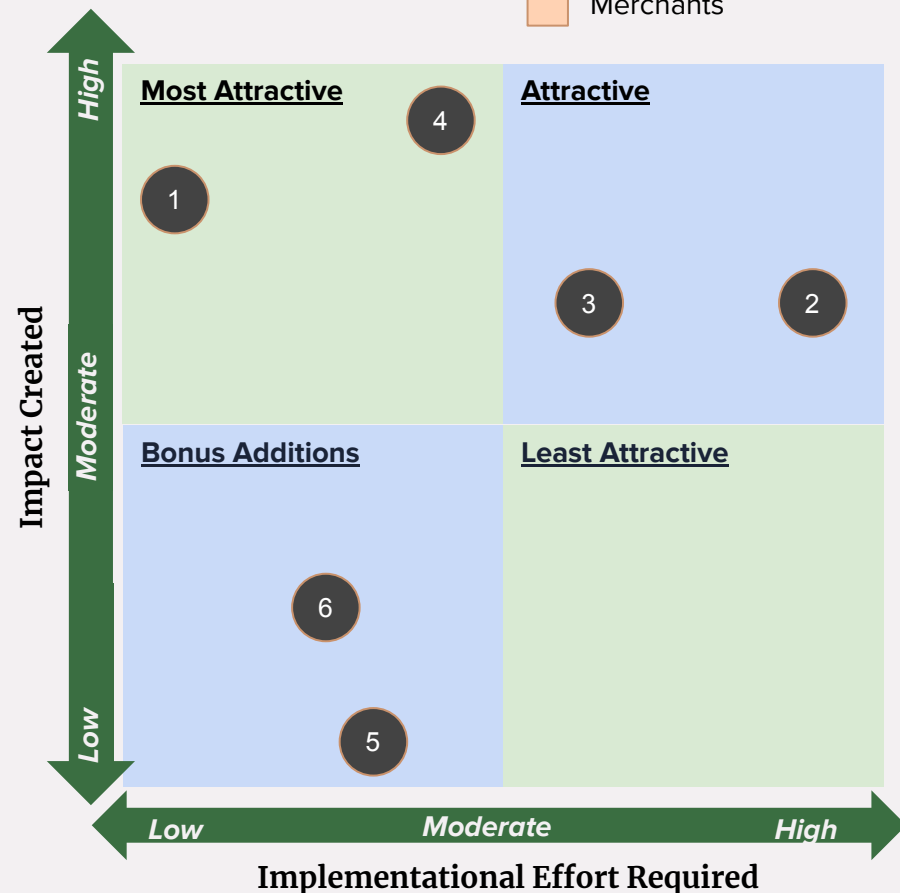 Merchants
High
Most Attractive
Attractive
4
1
3
2
Impact Created
Moderate
Bonus Additions
Least Attractive
6
5
Low
Low
Moderate
High
Implementational Effort Required